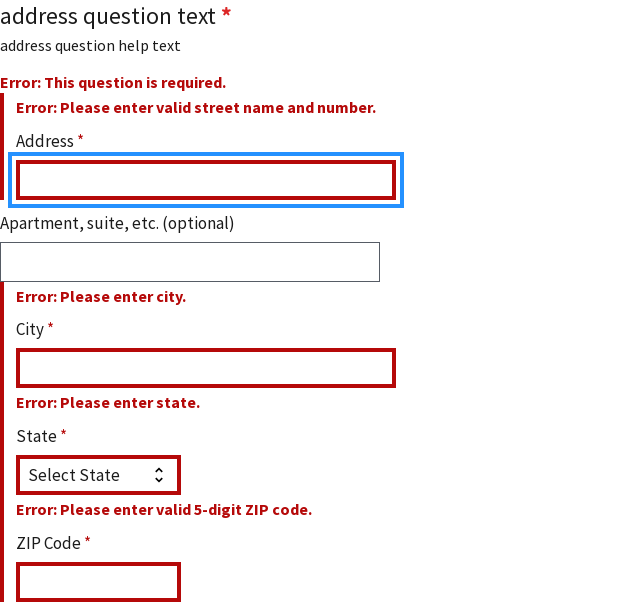 address question text *
address question help text
Error: This question is required.
Error: Please enter valid street name and number.
Address *
Apartment, suite, etc. (optional)
Error: Please enter city.
City *
Error: Please enter state.
State *
Select State
Error: Please enter valid 5-digit ZIP code.
ZIP Code *